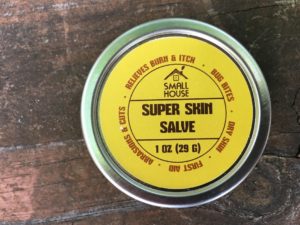 RELIEVES BURN & ITCH • BUG BITES • DRY SKIN • FIRST AID • ABRASIONS & CUTS •
SMALL
HOUSE
SUPER SKIN
SALVE
1 OZ (29 G)